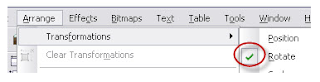 Arrange Effects Bitmaps Text Table Tools Window
Transformations Position
Clear Transformations Rotate